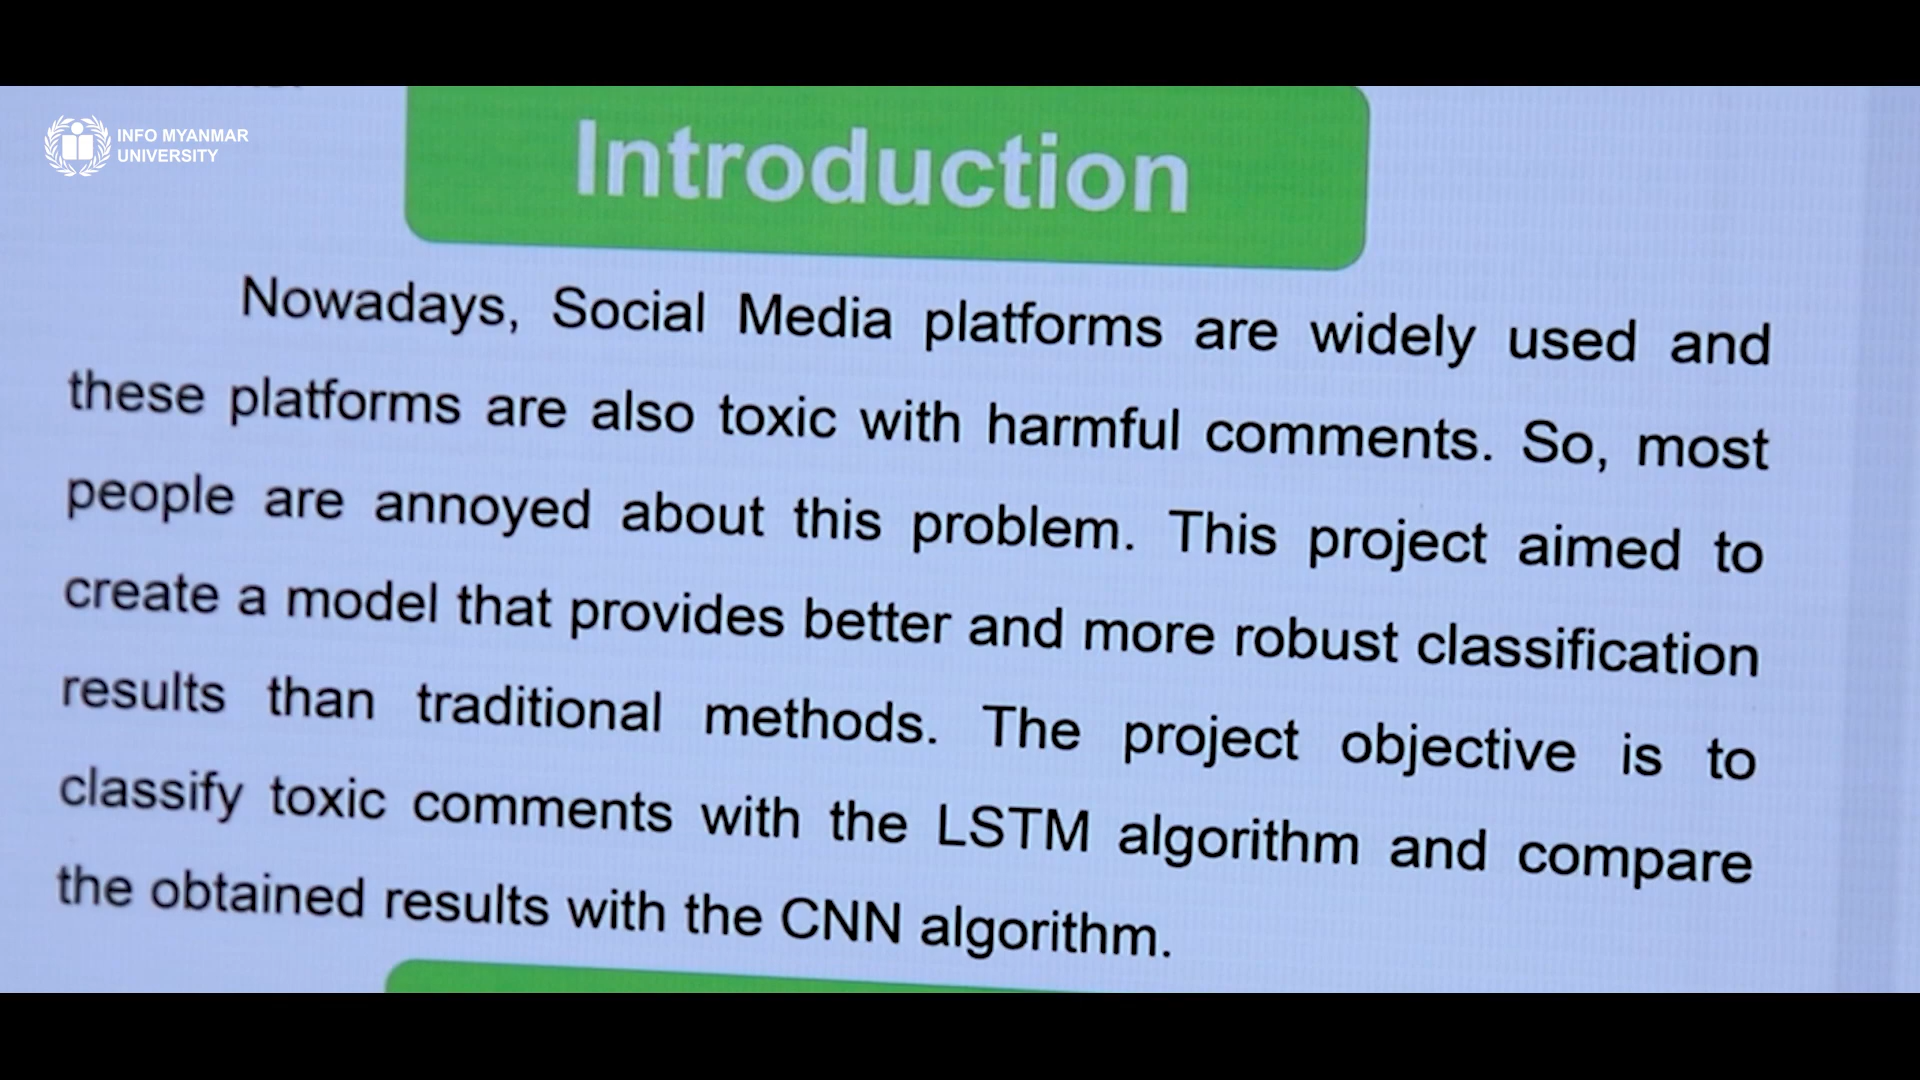 INFO MYANMAR
UNIVERSITY
Introduction
Nowadays, Social Media platforms are widely used and
these platforms are also toxic with harmful comments. So, most
people are annoyed about this problem. This project aimed to
create a model that provides better and more robust classification
results than traditional methods. The project objective is to
classify toxic comments with the LSTM algorithm and compare
the obtained results with the CNN algorithm.